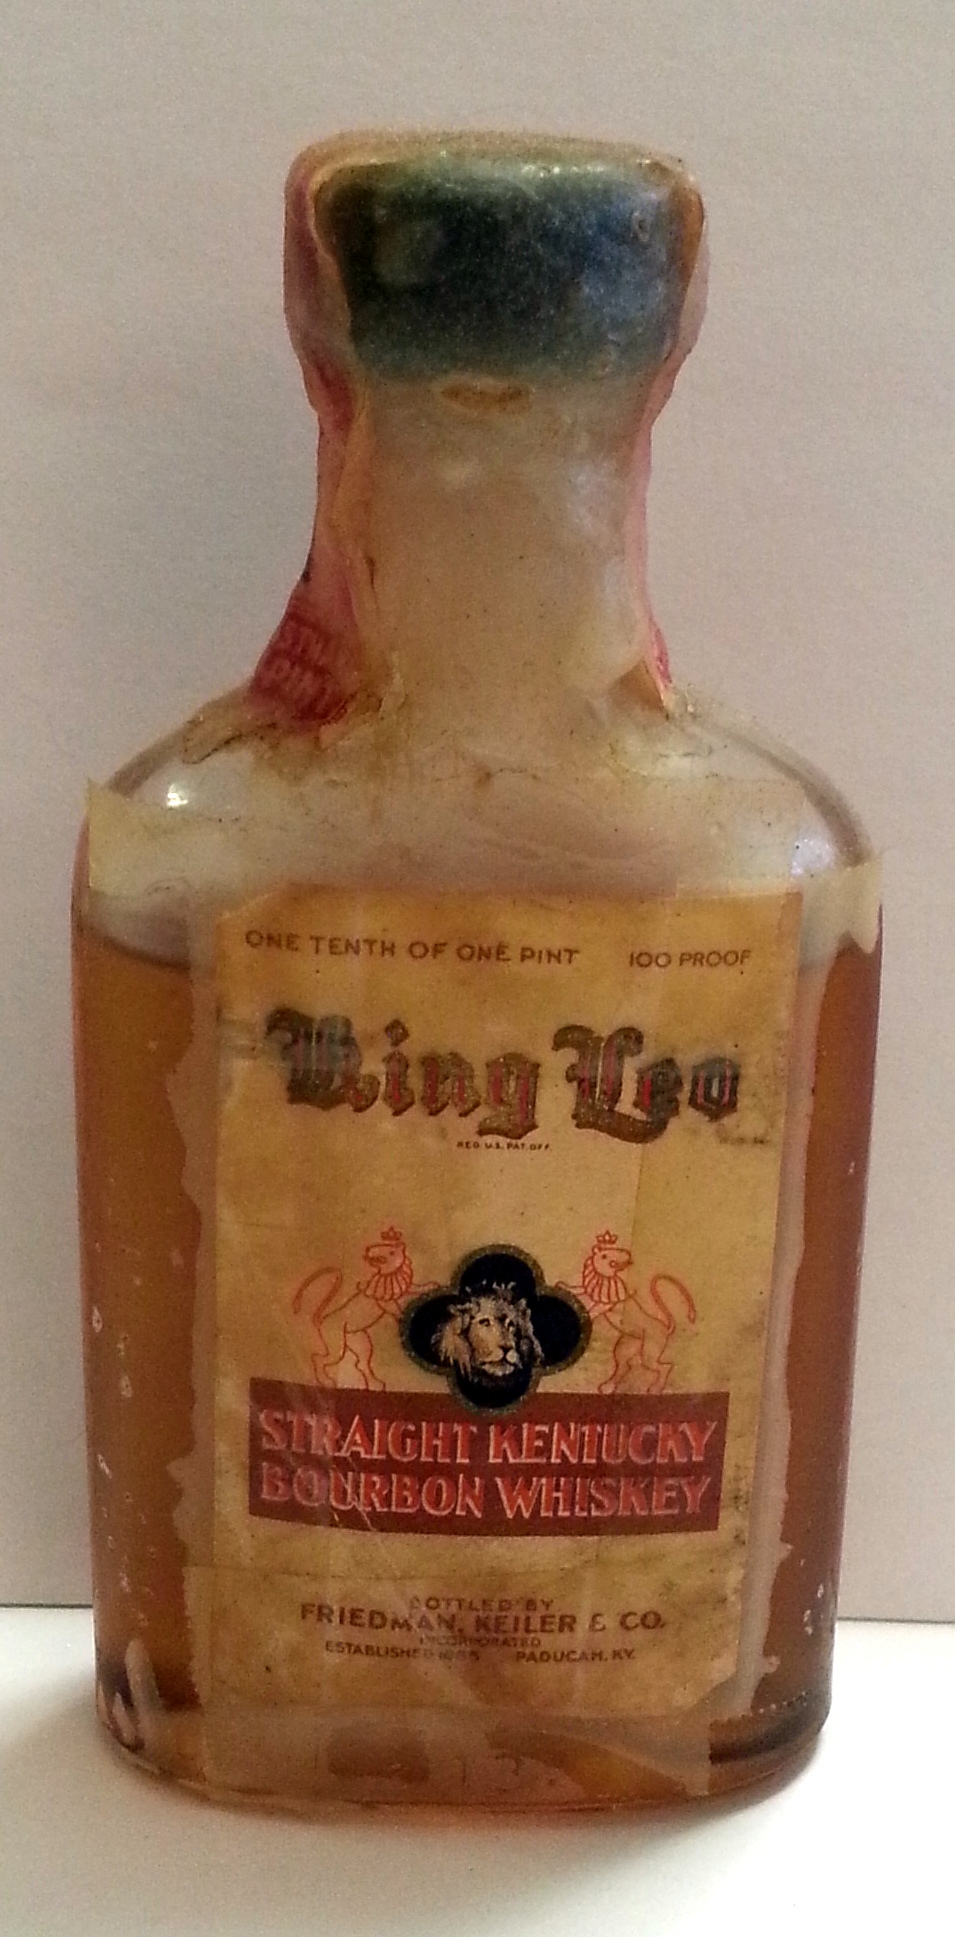 ONE TENTH OF ONE PINT 100 PROOF
King Leo
REG. U.S. PAT. OFF.
STRAIGHT KENTUCKY
BOURBON WHISKEY
BOTTLED BY
FRIEDMAN, KEILER & CO.
INCORPORATED
ESTABLISHED PADUCAH, KY.